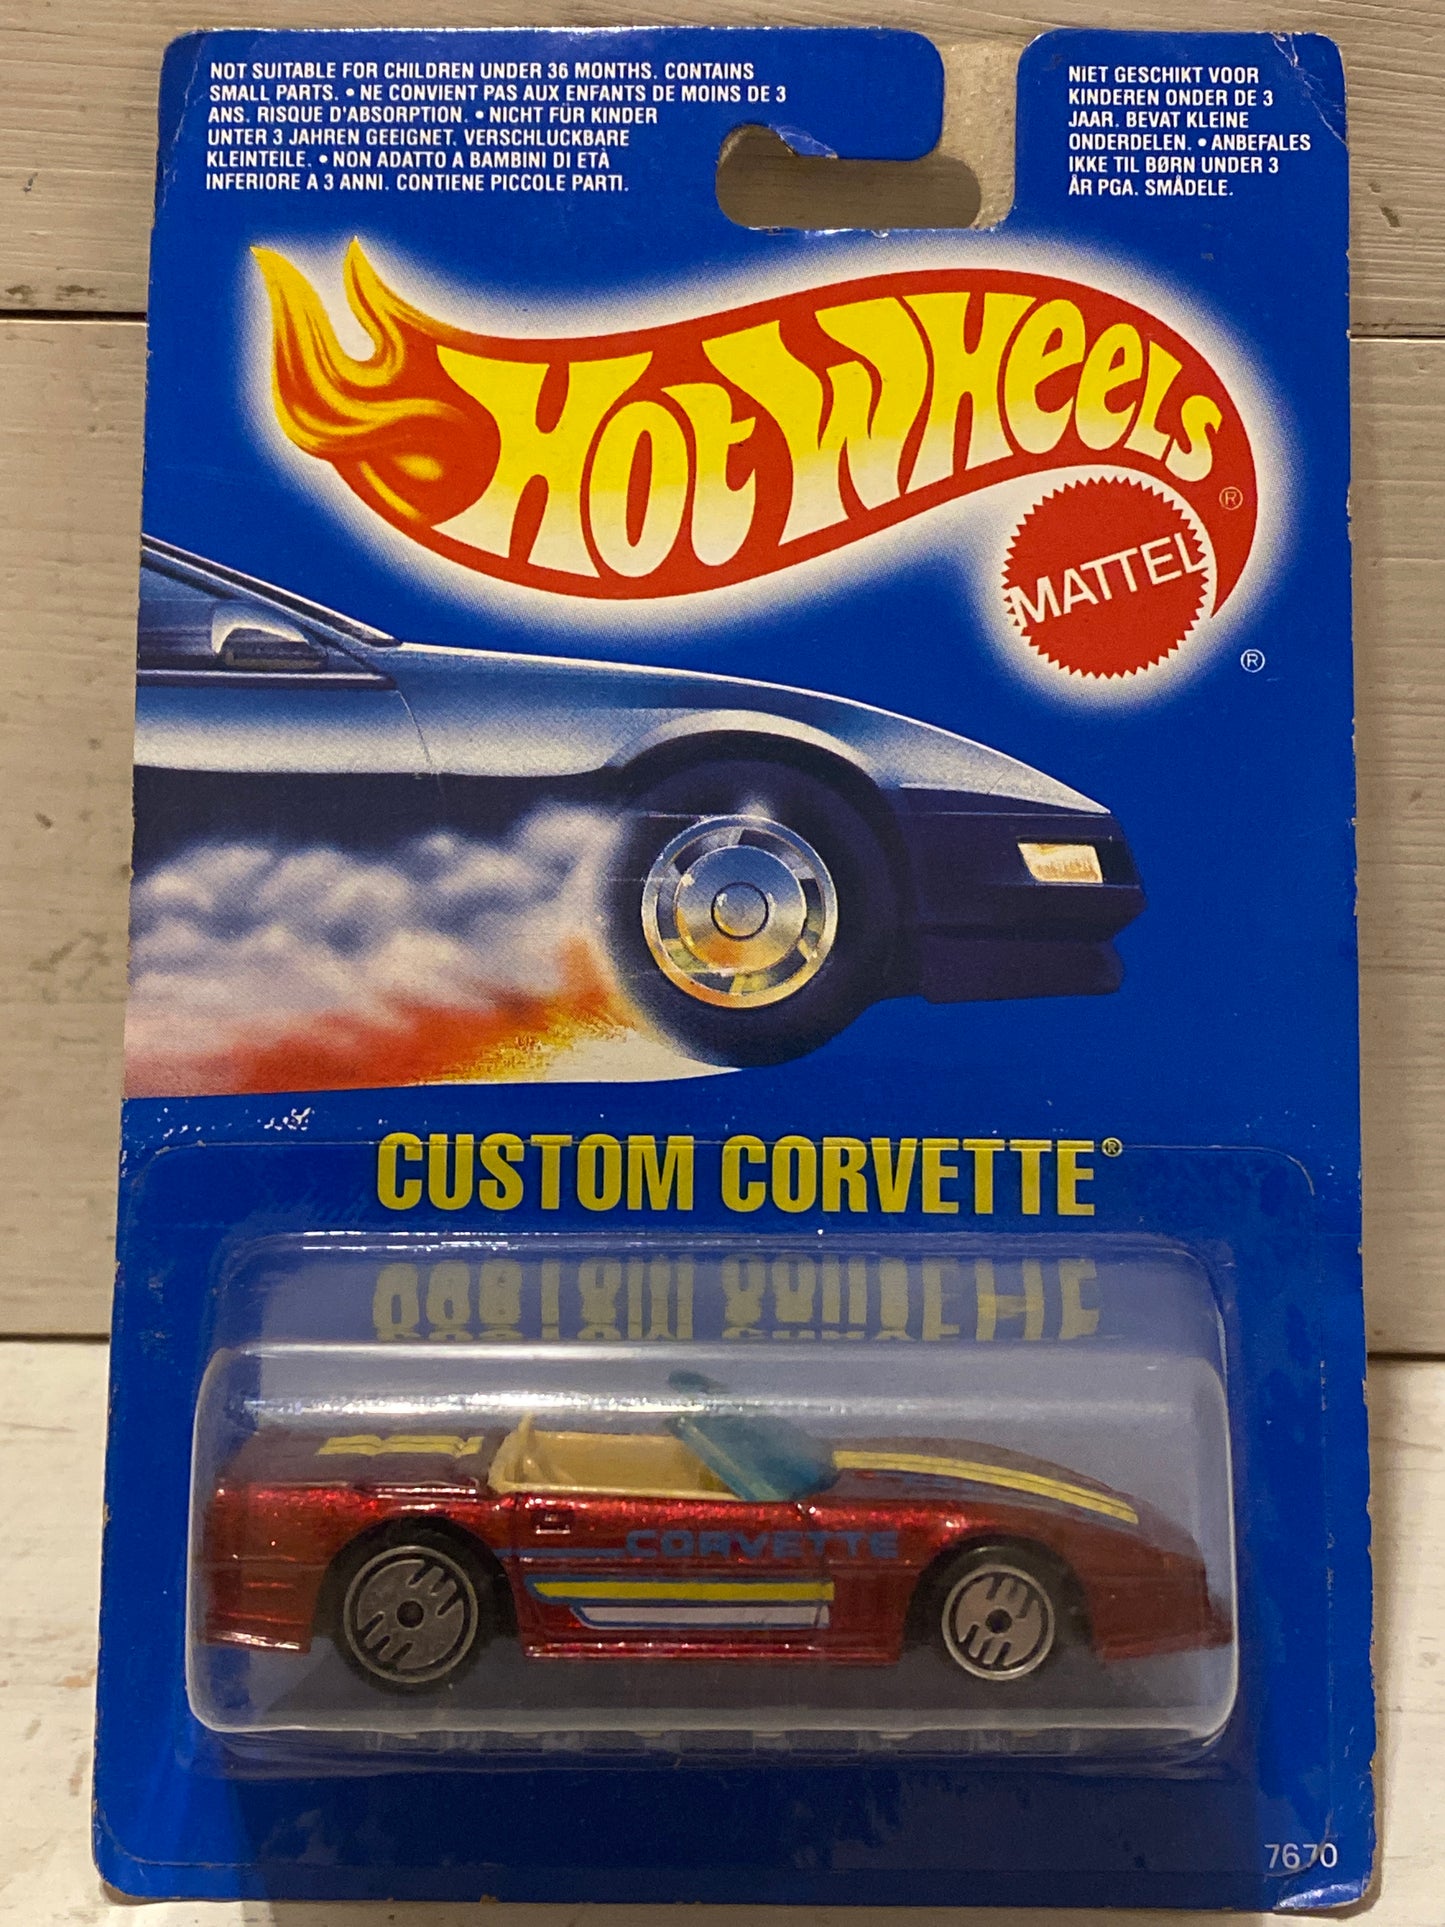 NOT SUITABLE FOR CHILDREN UNDER 36 MONTHS. CONTAINS
SMALL PARTS. • NE CONVIENT PAS AUX ENFANTS DE MOINS DE 3
ANS. RISQUE D'ABSORPTION. • NICHT FÜR KINDER
UNTER 3 JAHREN GEEIGNET. VERSCHLUCKBARE
KLEINTEILE. • NON ADATTO A BAMBINI DI ETÀ
INFERIORE A 3 ANNI. CONTIENE PICCOLE PARTI.
NIET GESCHIKT VOOR
KINDEREN ONDER DE 3
JAAR. BEVAT KLEINE
ONDERDELEN. • ANBEFALES
IKKE TIL BØRN UNDER 3
ÅR PGA. SMÅDELE.
HOT WHEELS ®
MATTEL
®
CUSTOM CORVETTE®
CORVETTE
7670